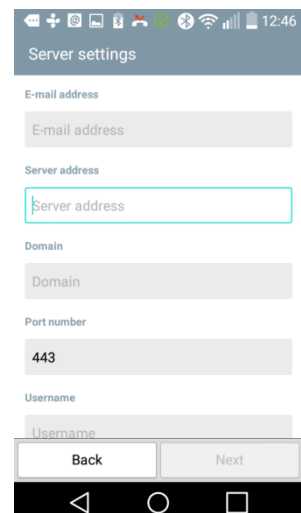 12:46
Server settings
E-mail address
E-mail address
Server address
Server address
Domain
Domain
Port number
443
Username
Username
Back Next